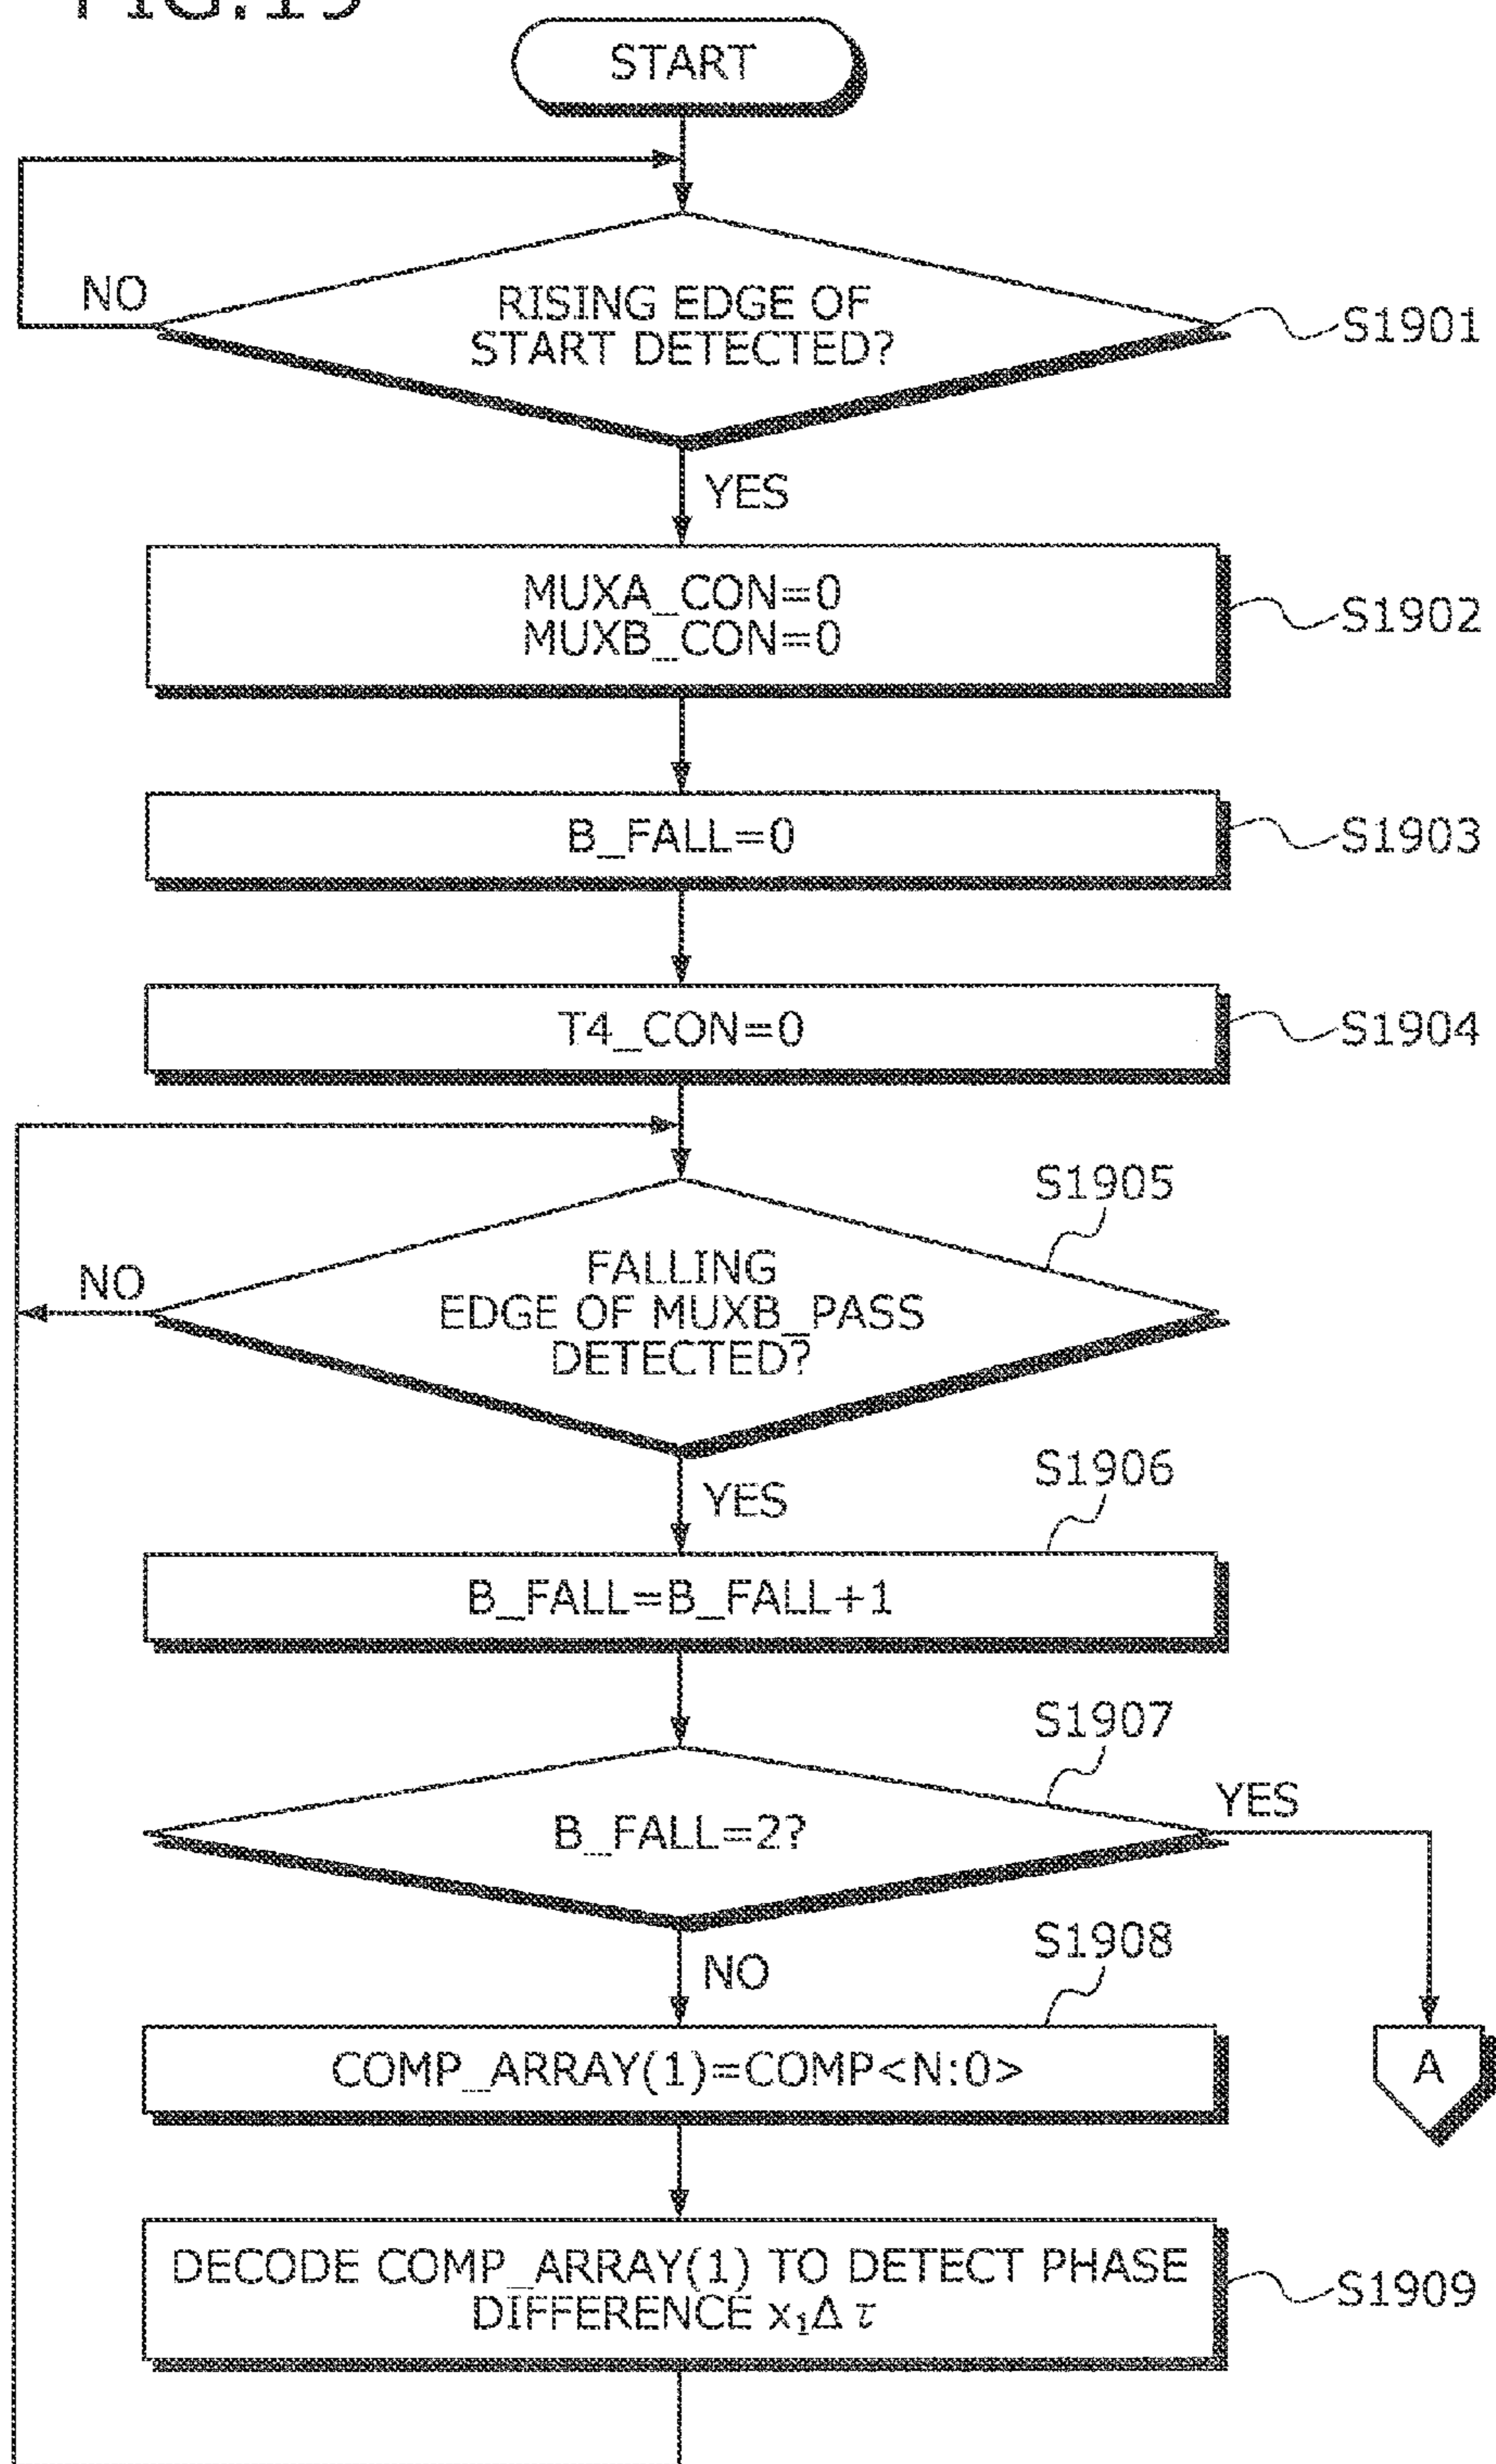 FIG.19
START
NO
RISING EDGE OF
START DETECTED?
S1901
YES
MUXA_CON=0
MUXB_CON=0
S1902
B_FALL=0
S1903
T4_CON=0
S1904
S1905
NO
FALLING
EDGE OF MUXB_PASS
DETECTED?
YES
S1906
B_FALL=B_FALL+1
S1907
YES
B_FALL=2?
NO
S1908
COMP_ARRAY(1)=COMP<N:0>
A
DECODE COMP_ARRAY(1) TO DETECT PHASE
DIFFERENCE x₁Δτ
S1909